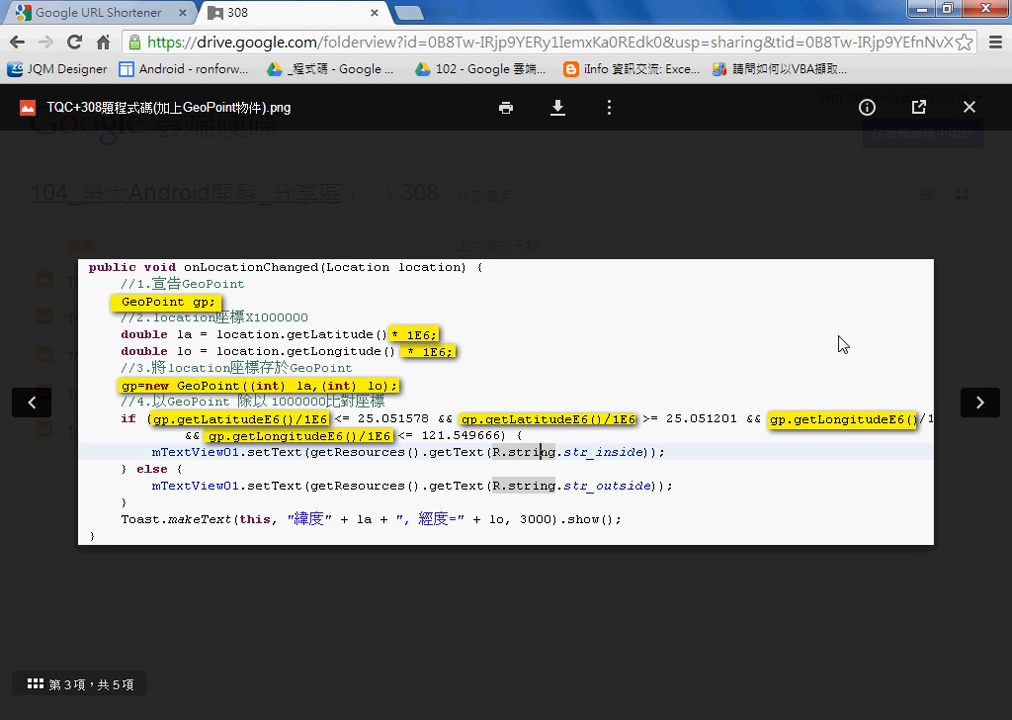 Google URL Shortener
308
https://drive.google.com/folderview?id=0B8Tw-IRjp9YERy1IemxKa0REdk0&usp=sharing&tid=0B8Tw-IRjp9YEfnNvX
JQM Designer
Android - ronforw...
_程式碼 - Google ...
102 - Google 雲端...
iInfo 資訊交流: Exce...
請問如何以VBA擷取...
TQC+308題程式碼(加上GeoPoint物件).png
Google 雲端硬碟
104_勞大Android開發_分享區 › ... › 308
public void onLocationChanged(Location location) {
//1.宣告GeoPoint
GeoPoint gp;
//2.location座標X1000000
double la = location.getLatitude() * 1E6;
double lo = location.getLongitude() * 1E6;
//3.將location座標存於GeoPoint
gp=new GeoPoint((int) la,(int) lo);
//4.以GeoPoint 除以 1000000比對座標
if (gp.getLatitudeE6()/1E6 <= 25.051578 && gp.getLatitudeE6()/1E6 >= 25.051201 && gp.getLongitudeE6()/1
&& gp.getLongitudeE6()/1E6 <= 121.549666) {
mTextView01.setText(getResources().getText(R.string.str_inside));
} else {
mTextView01.setText(getResources().getText(R.string.str_outside));
}
Toast.makeText(this, "緯度" + la + ", 經度=" + lo, 3000).show();
}
第 3 項，共 5 項